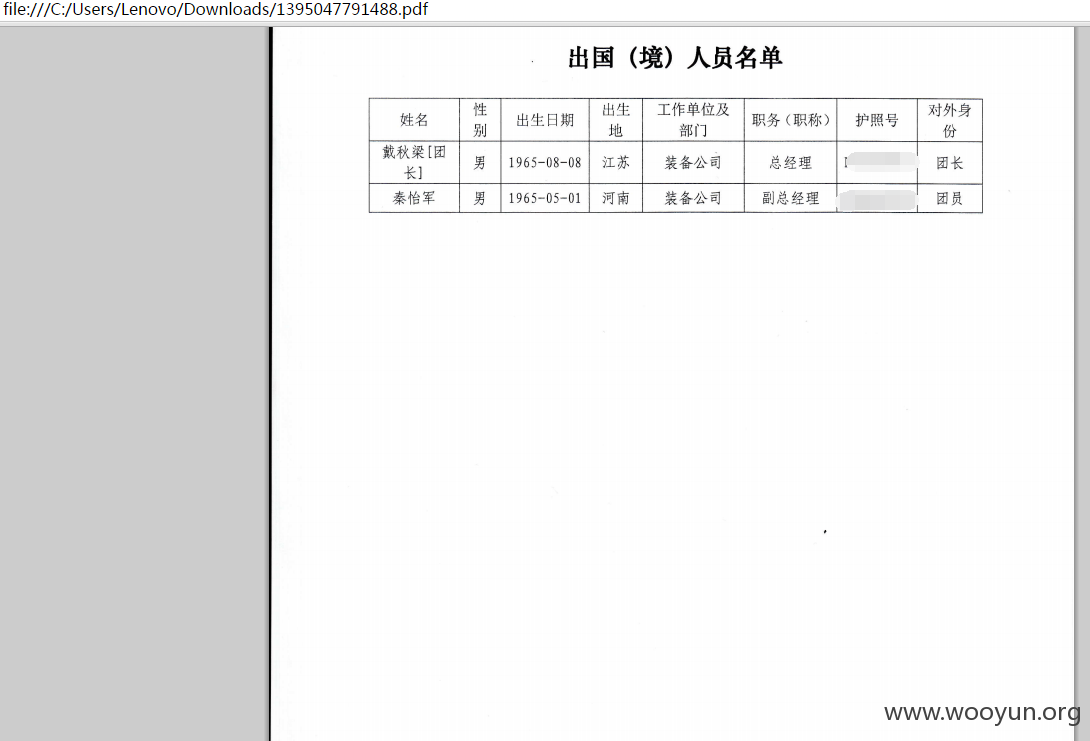 file:///C:/Users/Lenovo/Downloads/1395047791488.pdf
出国（境）人员名单
姓名 性别 出生日期 出生地 工作单位及部门 职务（职称） 护照号 对外身份
戴秋梁[团长] 男 1965-08-08 江苏 装备公司 总经理 团长
秦怡军 男 1965-05-01 河南 装备公司 副总经理 团员
www.wooyun.org